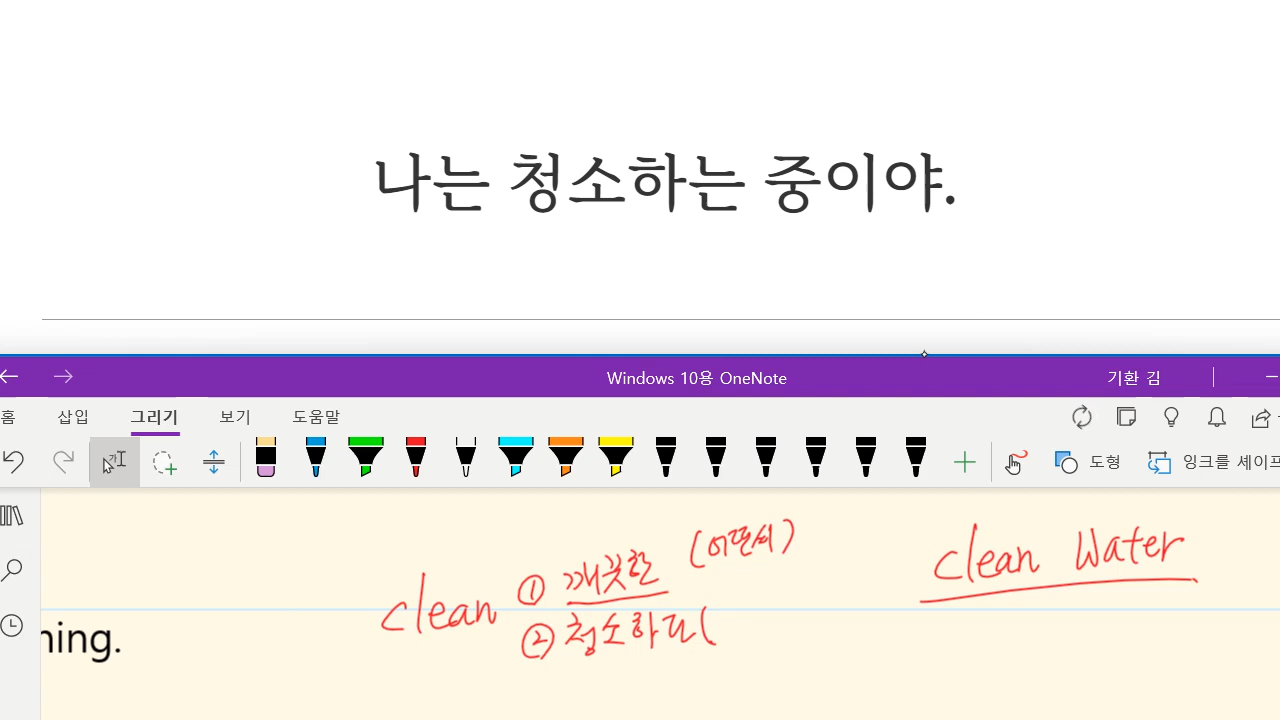 나는 청소하는 중이야.
Windows 10용 OneNote 기환 김
홈 삽입 그리기 보기 도움말
도형 잉크를 셰이프
clean ① 깨끗한 (어떤씨) clean water
② 청소하다(
ning.